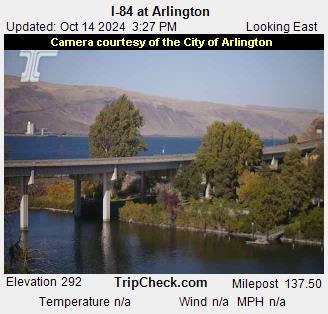 I-84 at Arlington
Updated: Oct 14 2024 3:27 PM Looking East
Camera courtesy of the City of Arlington
Elevation 292 TripCheck.com Milepost 137.50
Temperature n/a Wind n/a MPH n/a